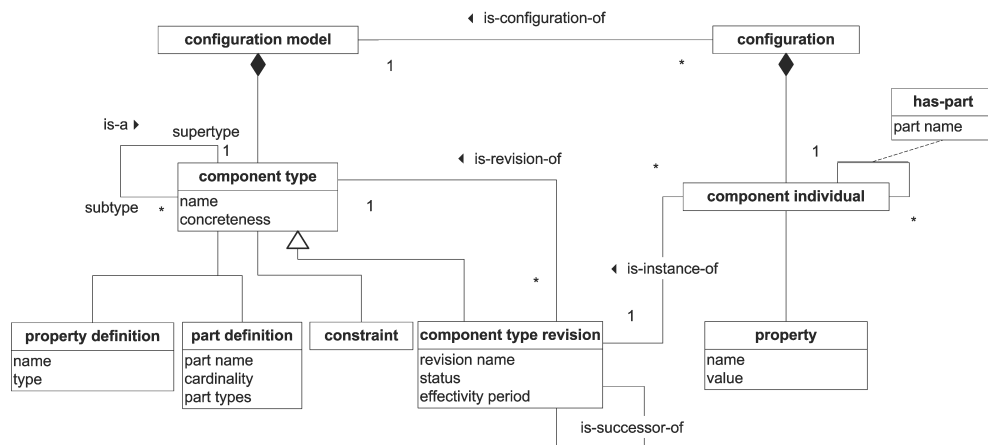 ◂ is-configuration-of
configuration model
configuration
1
*
has-part
part name
is-a ▸
supertype
1
◂ is-revision-of
*
1
component type
name
concreteness
subtype
*
1
component individual
*
◂ is-instance-of
*
1
property definition
name
type
part definition
part name
cardinality
part types
constraint
component type revision
revision name
status
effectivity period
property
name
value
is-successor-of